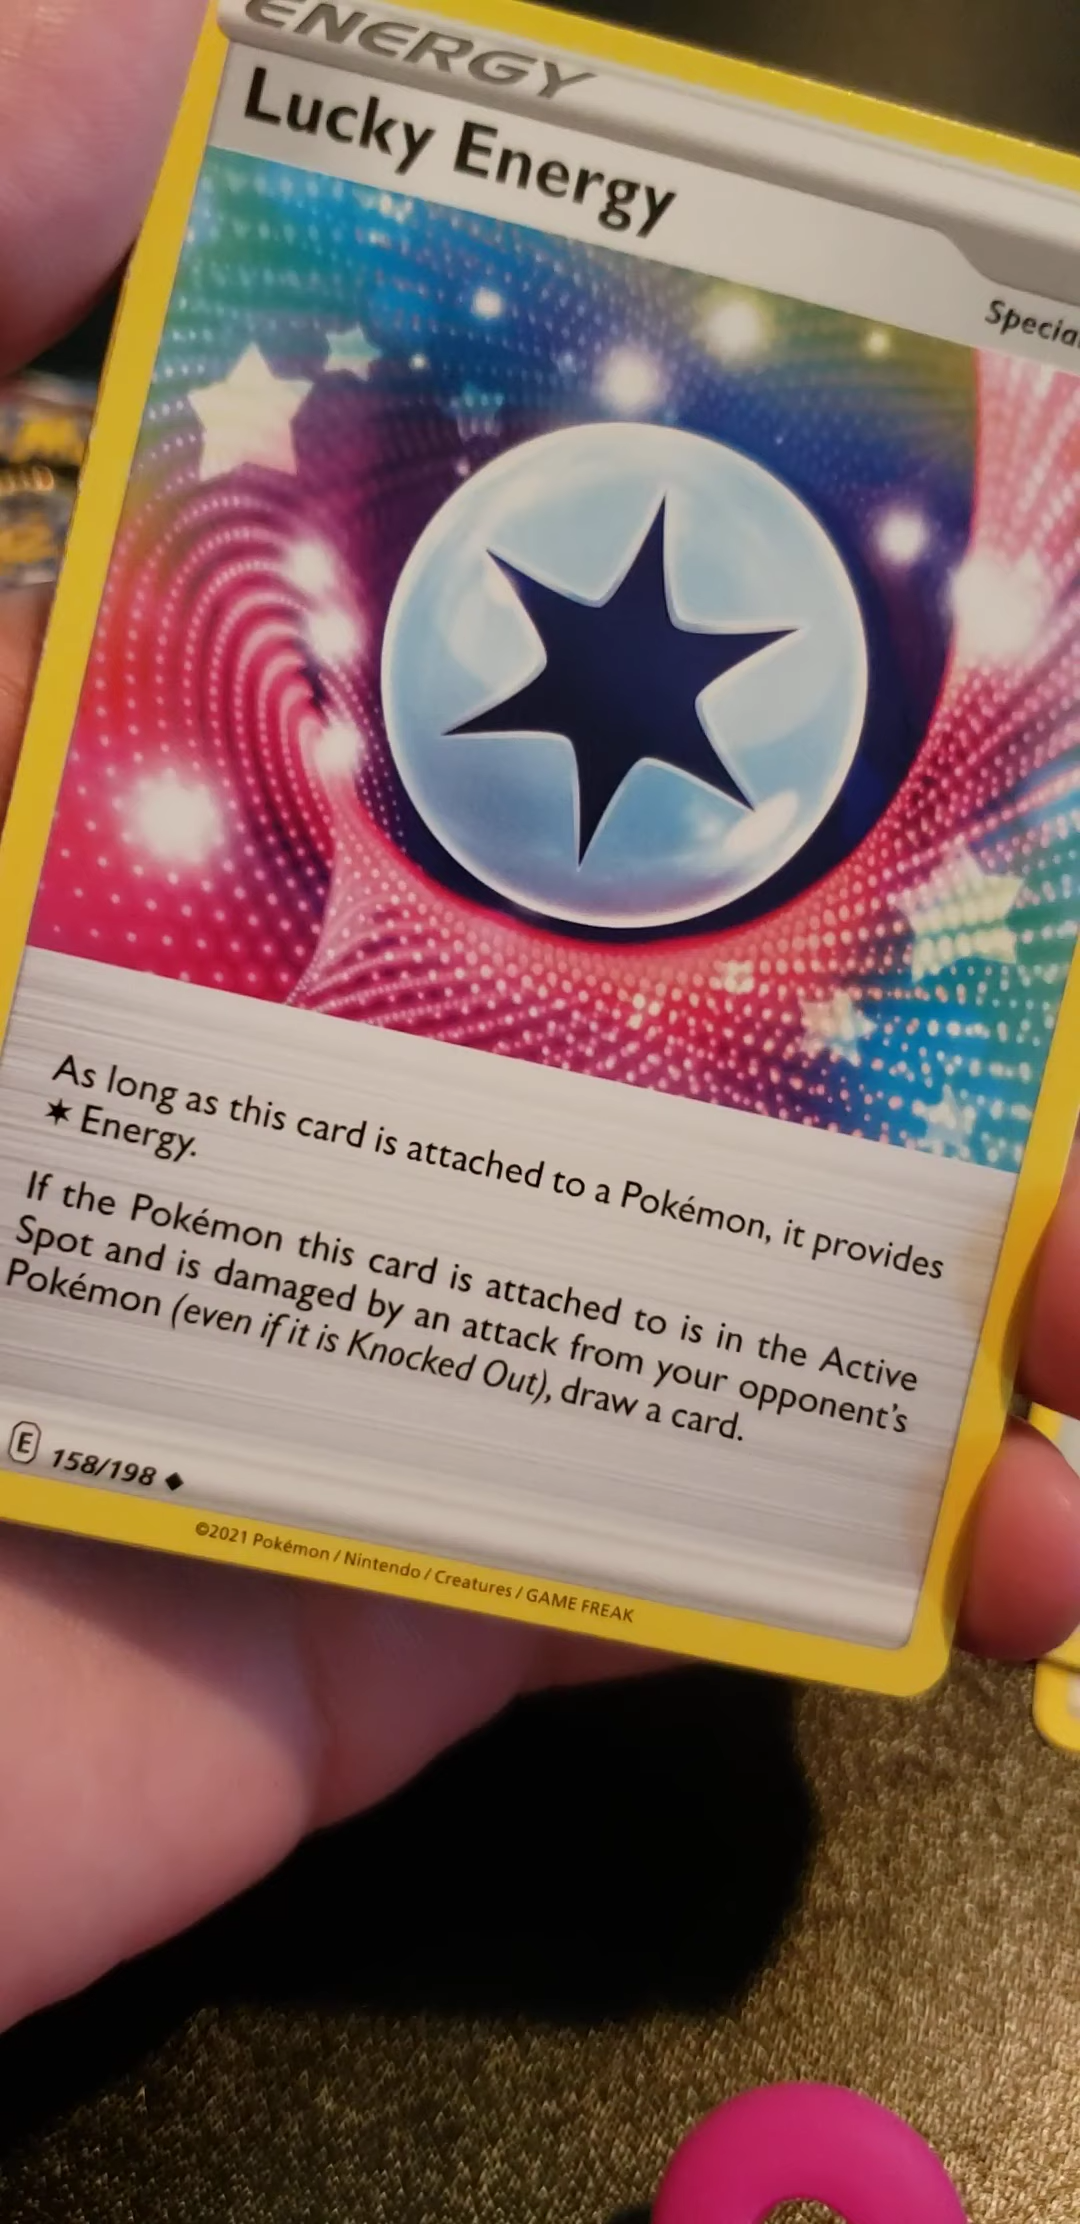 ENERGY
Lucky Energy
Special
As long as this card is attached to a Pokémon, it provides
✶ Energy.
If the Pokémon this card is attached to is in the Active
Spot and is damaged by an attack from your opponent's
Pokémon (even if it is Knocked Out), draw a card.
E 158/198 ◆
©2021 Pokémon / Nintendo / Creatures / GAME FREAK